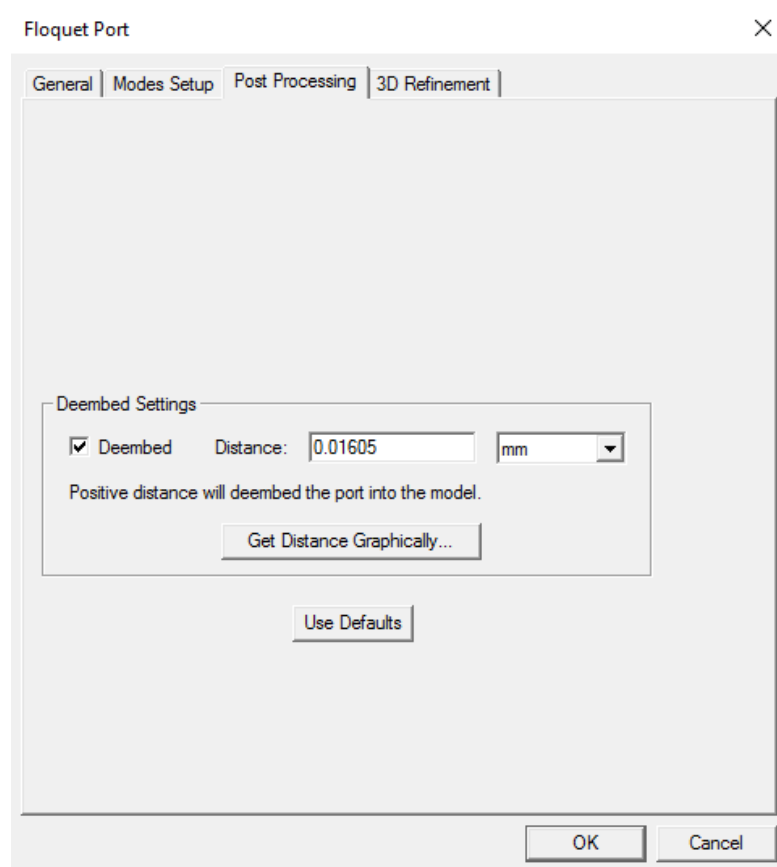 Floquet Port
General Modes Setup Post Processing 3D Refinement
Deembed Settings
Deembed Distance: 0.01605 mm
Positive distance will deembed the port into the model.
Get Distance Graphically...
Use Defaults
OK Cancel